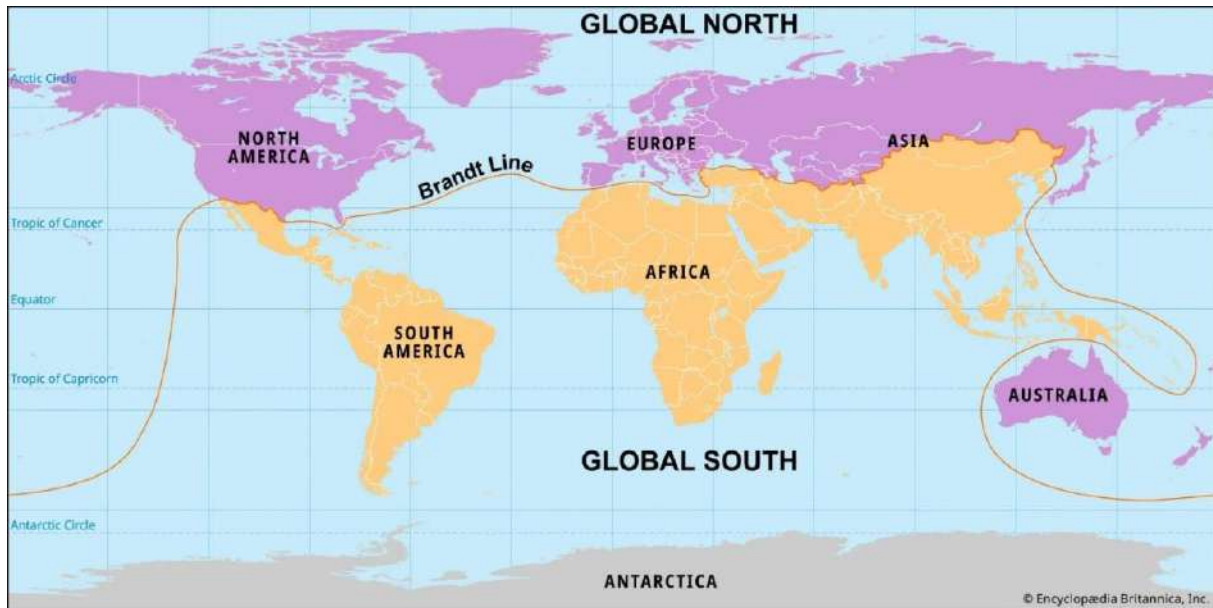 GLOBAL NORTH
Arctic Circle
NORTH
AMERICA
EUROPE
ASIA
Brandt Line
Tropic of Cancer
AFRICA
Equator
SOUTH
AMERICA
Tropic of Capricorn
AUSTRALIA
GLOBAL SOUTH
Antarctic Circle
ANTARCTICA
© Encyclopædia Britannica, Inc.